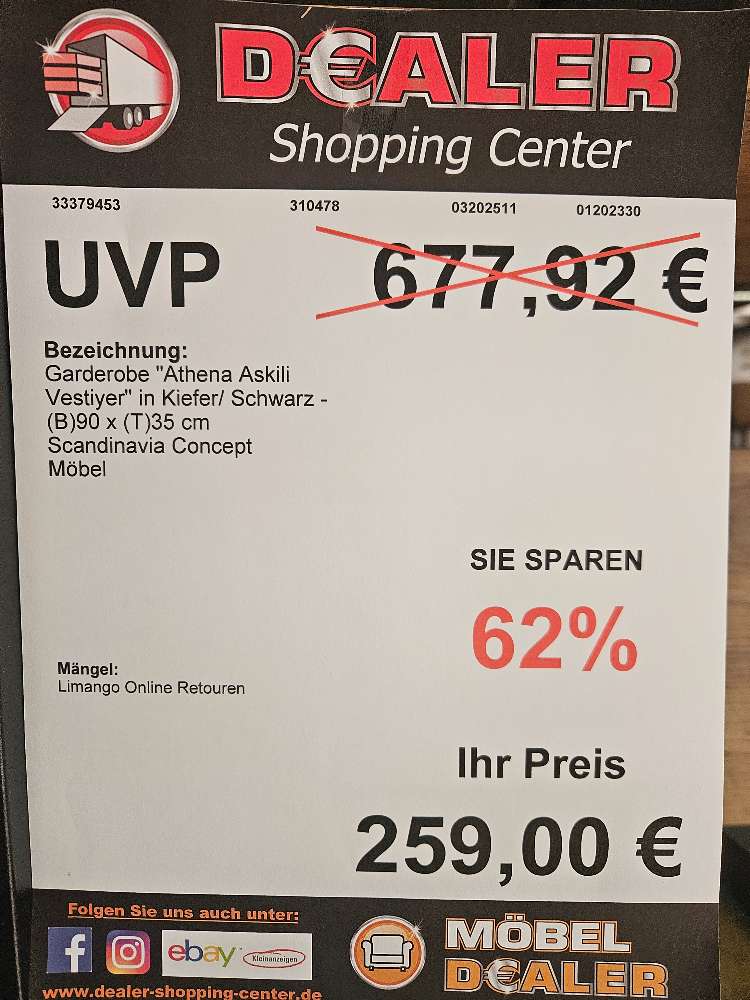 D€ALER
Shopping Center
33379453 310478 03202511 01202330
UVP 677,92 €
Bezeichnung:
Garderobe "Athena Askili
Vestiyer" in Kiefer/ Schwarz -
(B)90 x (T)35 cm
Scandinavia Concept
Möbel
SIE SPAREN
62%
Mängel:
Limango Online Retouren
Ihr Preis
259,00 €
Folgen Sie uns auch unter:
f ebay Kleinanzeigen
MÖBEL
D€ALER
www.dealer-shopping-center.de